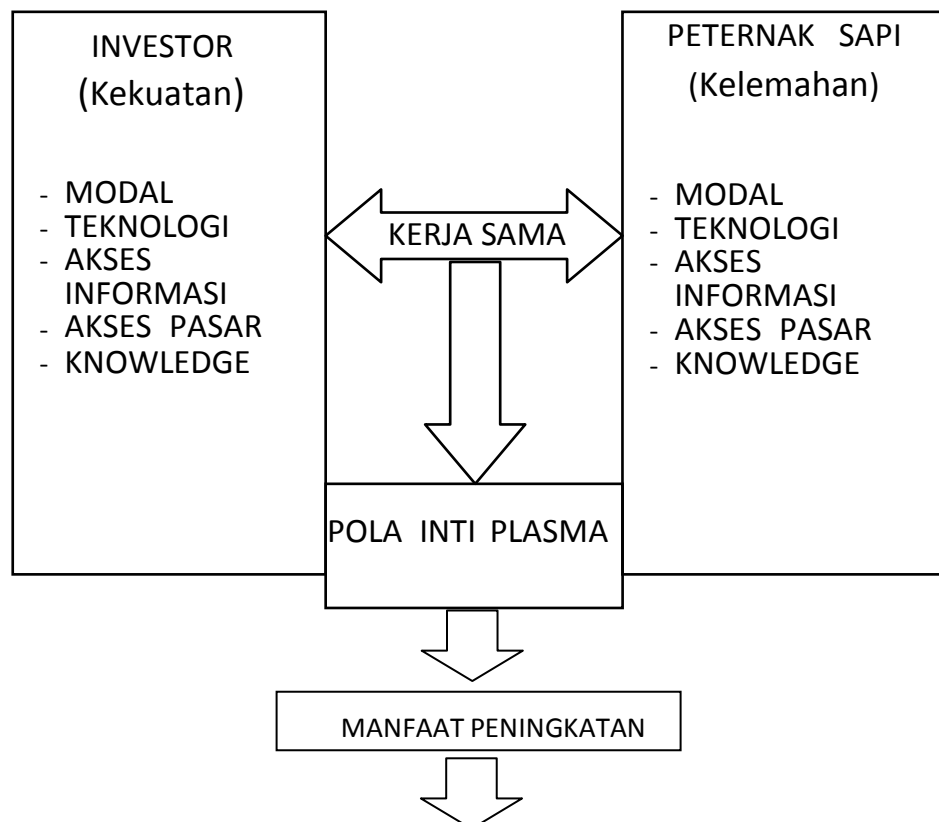 INVESTOR
(Kekuatan)
- MODAL
- TEKNOLOGI
- AKSES
INFORMASI
- AKSES PASAR
- KNOWLEDGE
PETERNAK SAPI
(Kelemahan)
- MODAL
- TEKNOLOGI
- AKSES
INFORMASI
- AKSES PASAR
- KNOWLEDGE
KERJA SAMA
POLA INTI PLASMA
MANFAAT PENINGKATAN